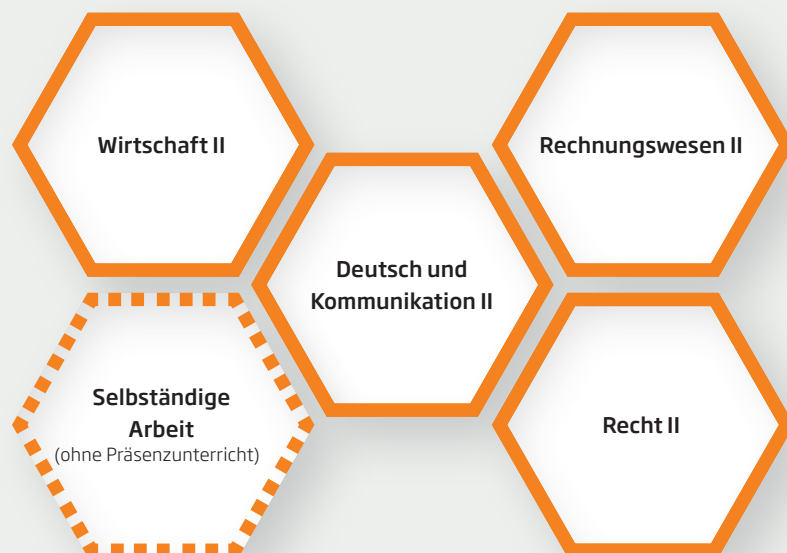 Wirtschaft II
Rechnungswesen II
Deutsch und
Kommunikation II
Selbständige
Arbeit
(ohne Präsenzunterricht)
Recht II